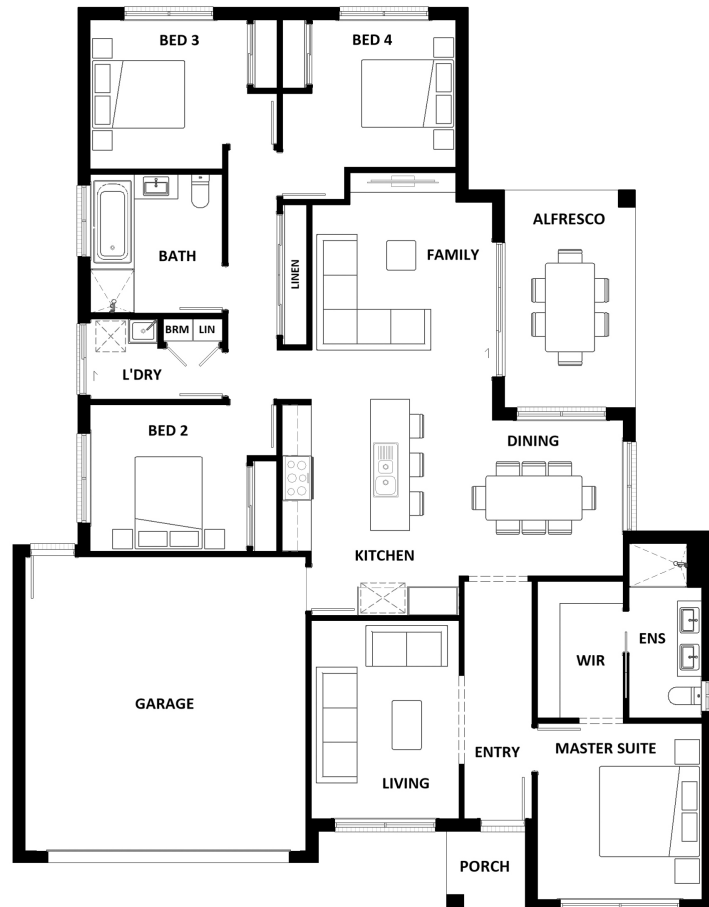 BED 3
BED 4
ALFRESCO
BATH
FAMILY
LINEN
BRM
LIN
L'DRY
BED 2
DINING
KITCHEN
ENS
WIR
GARAGE
ENTRY
MASTER SUITE
LIVING
PORCH